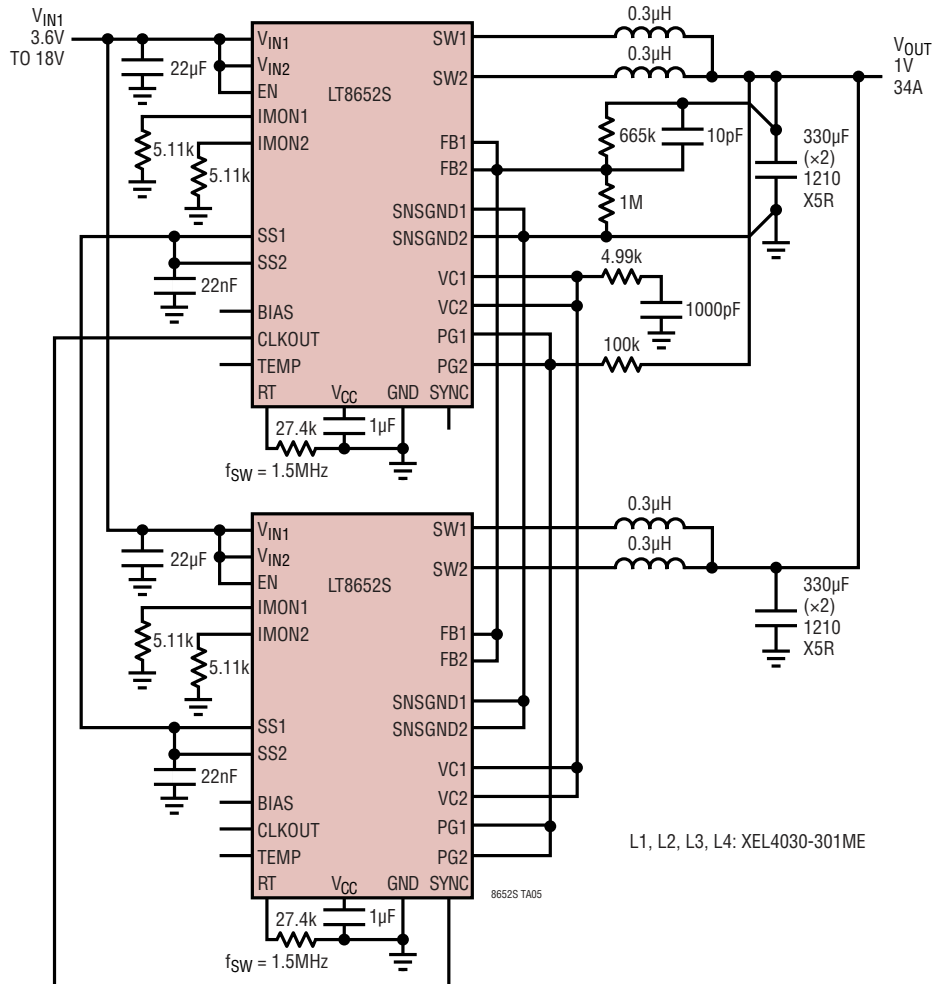 VIN1
3.6V
TO 18V
22µF
5.11k
5.11k
22nF
VIN1
VIN2
EN
IMON1
IMON2
SS1
SS2
BIAS
CLKOUT
TEMP
RT
VCC
GND
SYNC
LT8652S
SW1
SW2
FB1
FB2
SNSGND1
SNSGND2
VC1
VC2
PG1
PG2
27.4k
1µF
fSW = 1.5MHz
0.3µH
0.3µH
665k
10pF
1M
4.99k
1000pF
100k
VOUT
1V
34A
330µF
(×2)
1210
X5R
22µF
5.11k
5.11k
22nF
VIN1
VIN2
EN
IMON1
IMON2
SS1
SS2
BIAS
CLKOUT
TEMP
RT
VCC
GND
SYNC
LT8652S
SW1
SW2
FB1
FB2
SNSGND1
SNSGND2
VC1
VC2
PG1
PG2
27.4k
1µF
fSW = 1.5MHz
0.3µH
0.3µH
330µF
(×2)
1210
X5R
L1, L2, L3, L4: XEL4030-301ME
8652S TA05